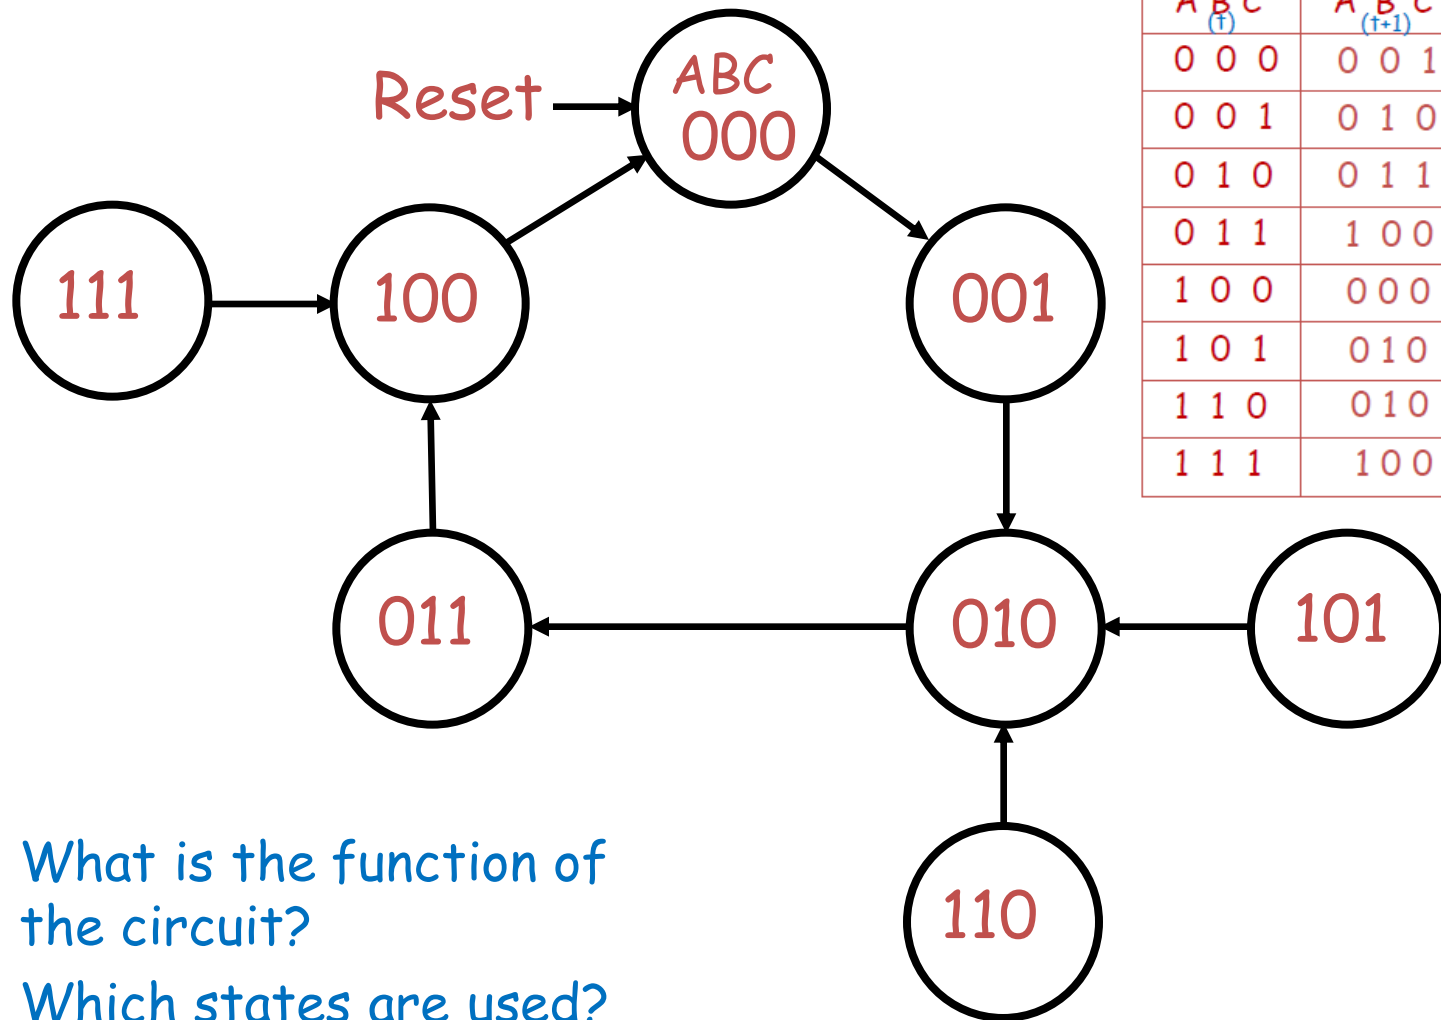 A B C A B C
(t) (t+1)
0 0 0 0 0 1
0 0 1 0 1 0
0 1 0 0 1 1
0 1 1 1 0 0
1 0 0 0 0 0
1 0 1 0 1 0
1 1 0 0 1 0
1 1 1 1 0 0
Reset
ABC
000
111
100
001
011
010
101
110
What is the function of
the circuit?
Which states are used?